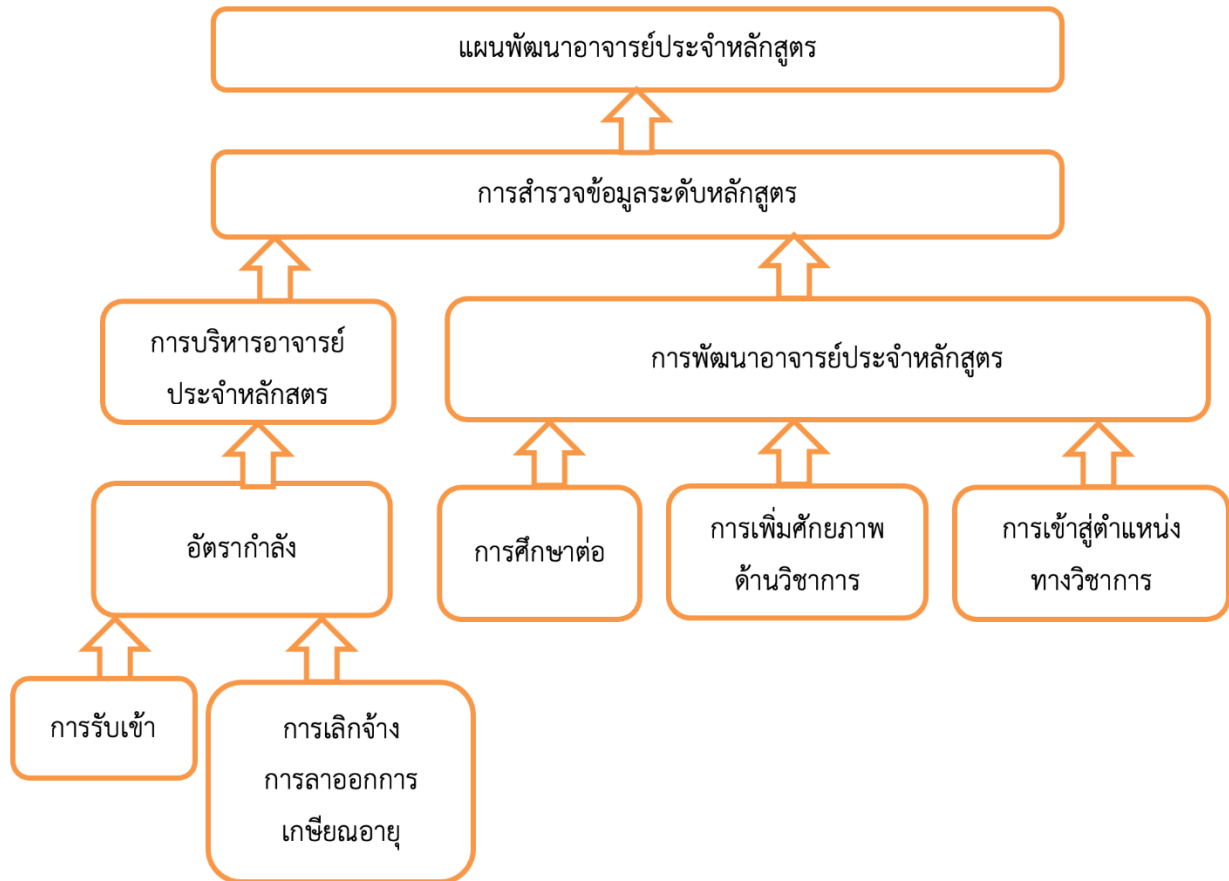 แผนพัฒนาอาจารย์ประจำหลักสูตร
การสำรวจข้อมูลระดับหลักสูตร
การบริหารอาจารย์
ประจำหลักสตร
การพัฒนาอาจารย์ประจำหลักสูตร
อัตรากำลัง
การศึกษาต่อ
การเพิ่มศักยภาพ
ด้านวิชาการ
การเข้าสู่ตำแหน่ง
ทางวิชาการ
การรับเข้า
การเลิกจ้าง
การลาออกการ
เกษียณอายุ